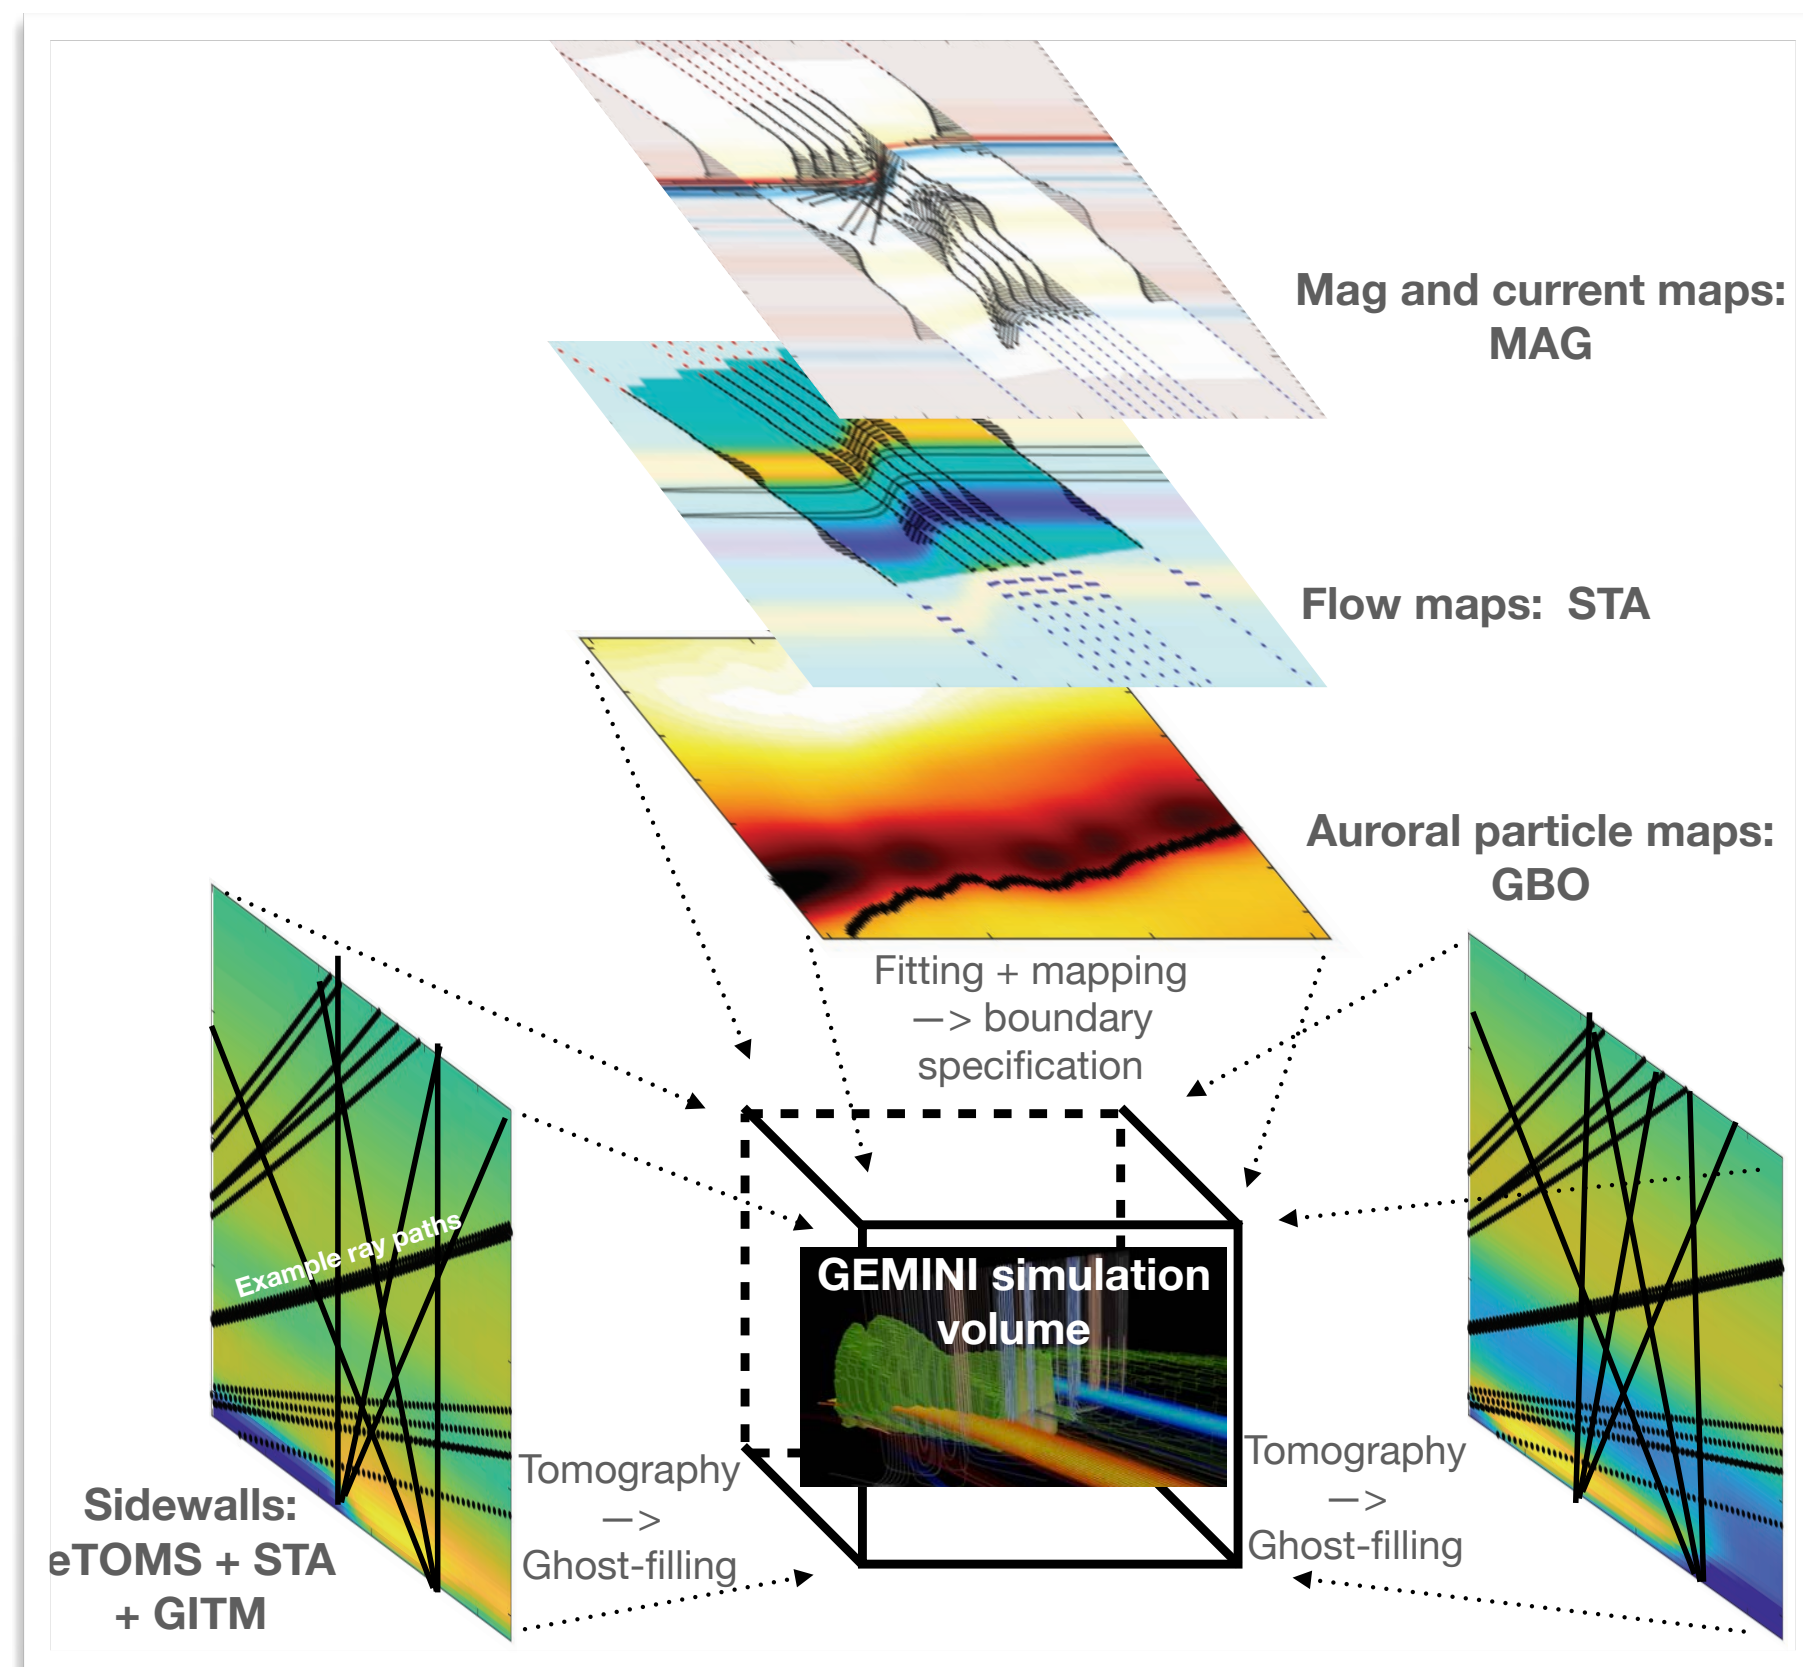 Mag and current maps:
MAG
Flow maps: STA
Auroral particle maps:
GBO
Fitting + mapping
—> boundary
specification
Example ray paths
GEMINI simulation
volume
Tomography
—>
Ghost-filling
Tomography
—>
Ghost-filling
Sidewalls:
eTOMS + STA
+ GITM